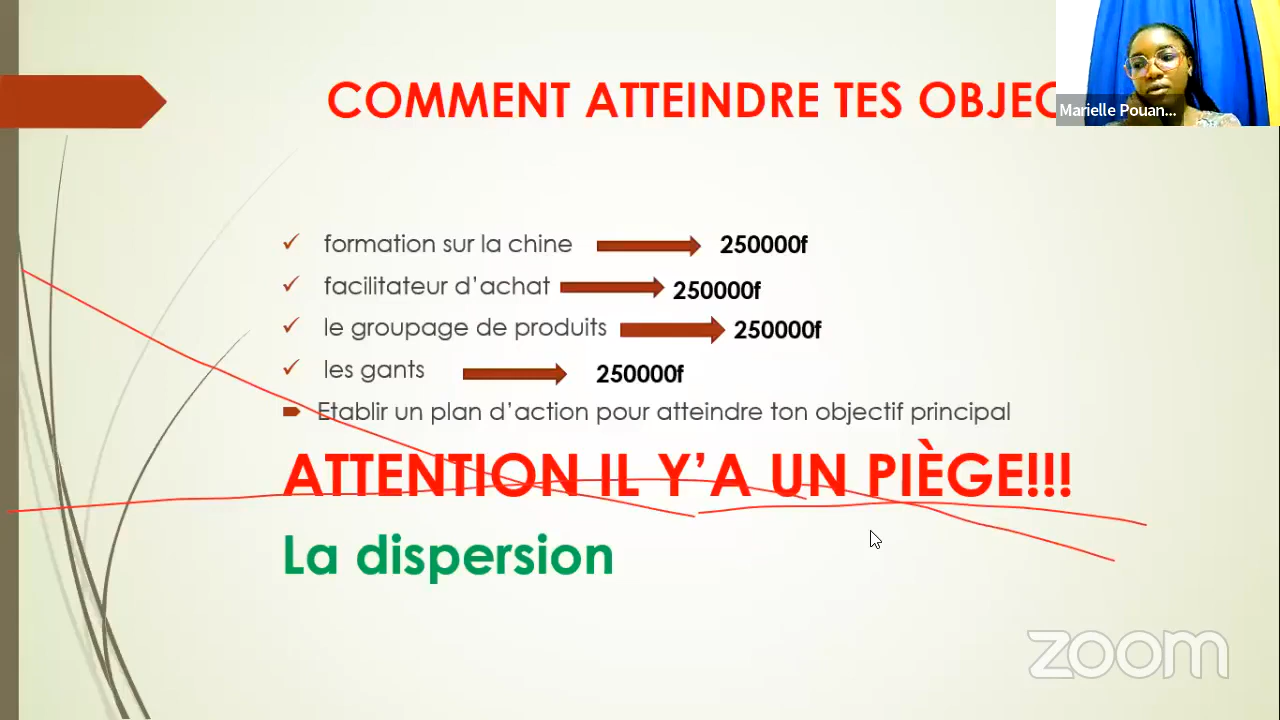 COMMENT ATTEINDRE TES OBJEC
Marielle Pouan...
formation sur la chine 250000f
facilitateur d'achat 250000f
le groupage de produits 250000f
les gants 250000f
Etablir un plan d'action pour atteindre ton objectif principal
ATTENTION IL Y'A UN PIÈGE!!!
La dispersion
zoom